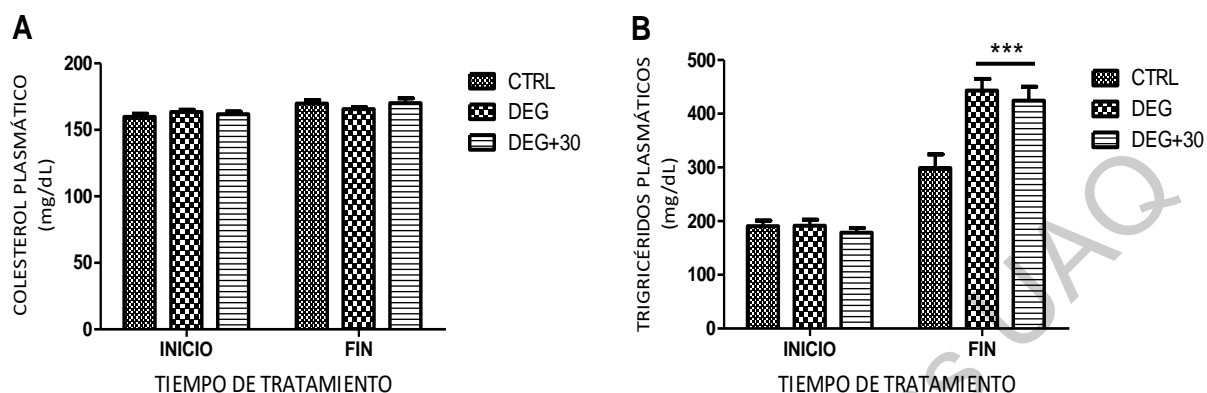 A
COLESTEROL PLASMÁTICO
(mg/dL)
200
150
100
50
0
INICIO
FIN
TIEMPO DE TRATAMIENTO
CTRL
DEG
DEG+30
B
TRIGRICÉRIDOS PLASMÁTICOS
(mg/dL)
500
400
300
200
100
0
***
INICIO
FIN
TIEMPO DE TRATAMIENTO
CTRL
DEG
DEG+30
s UAQ